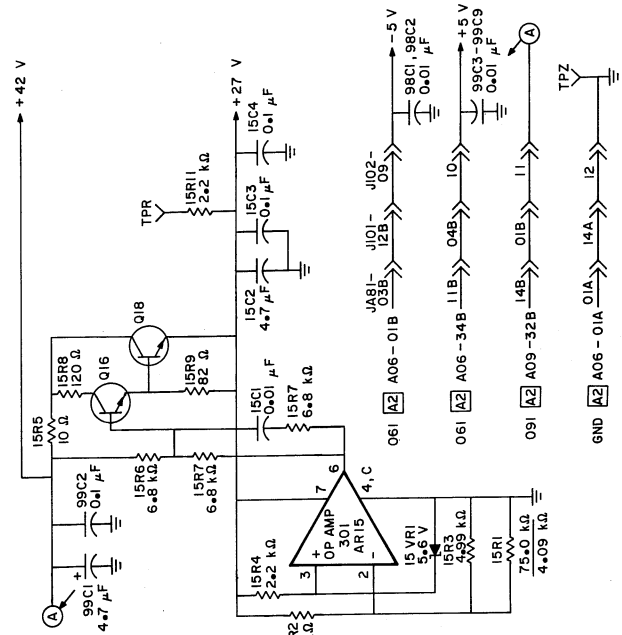 +42 V
+27 V
15R5
10 Ω
15R8
120 Ω
Q16
Q18
15R9
82 Ω
TPR
15R11
2.2 kΩ
15C2
4.7 μF
15C3
0.1 μF
15C4
0.1 μF
A
99C1
4.7 μF
+
99C2
0.1 μF
15R6
6.8 kΩ
15R7
6.8 kΩ
15C1
0.01 μF
15R7
6.8 kΩ
15R4
2.2 kΩ
R2
3
+
2
-
7
6
4, C
OP AMP
301
AR15
15 VR1
5.6 V
15R3
4.99 kΩ
15R1
75.0 kΩ
4.09 kΩ
061 A2 A06-01B
JA81-
03B
J101-
12B
J102-
09
-5 V
98C1, 98C2
0.01 μF
061 A2 A06-34B
11B
04B
10
+5 V
99C3-99C9
0.01 μF
091 A2 A09-32B
14B
01B
11
A
GND A2 A06-01A
01A
14A
12
TPZ